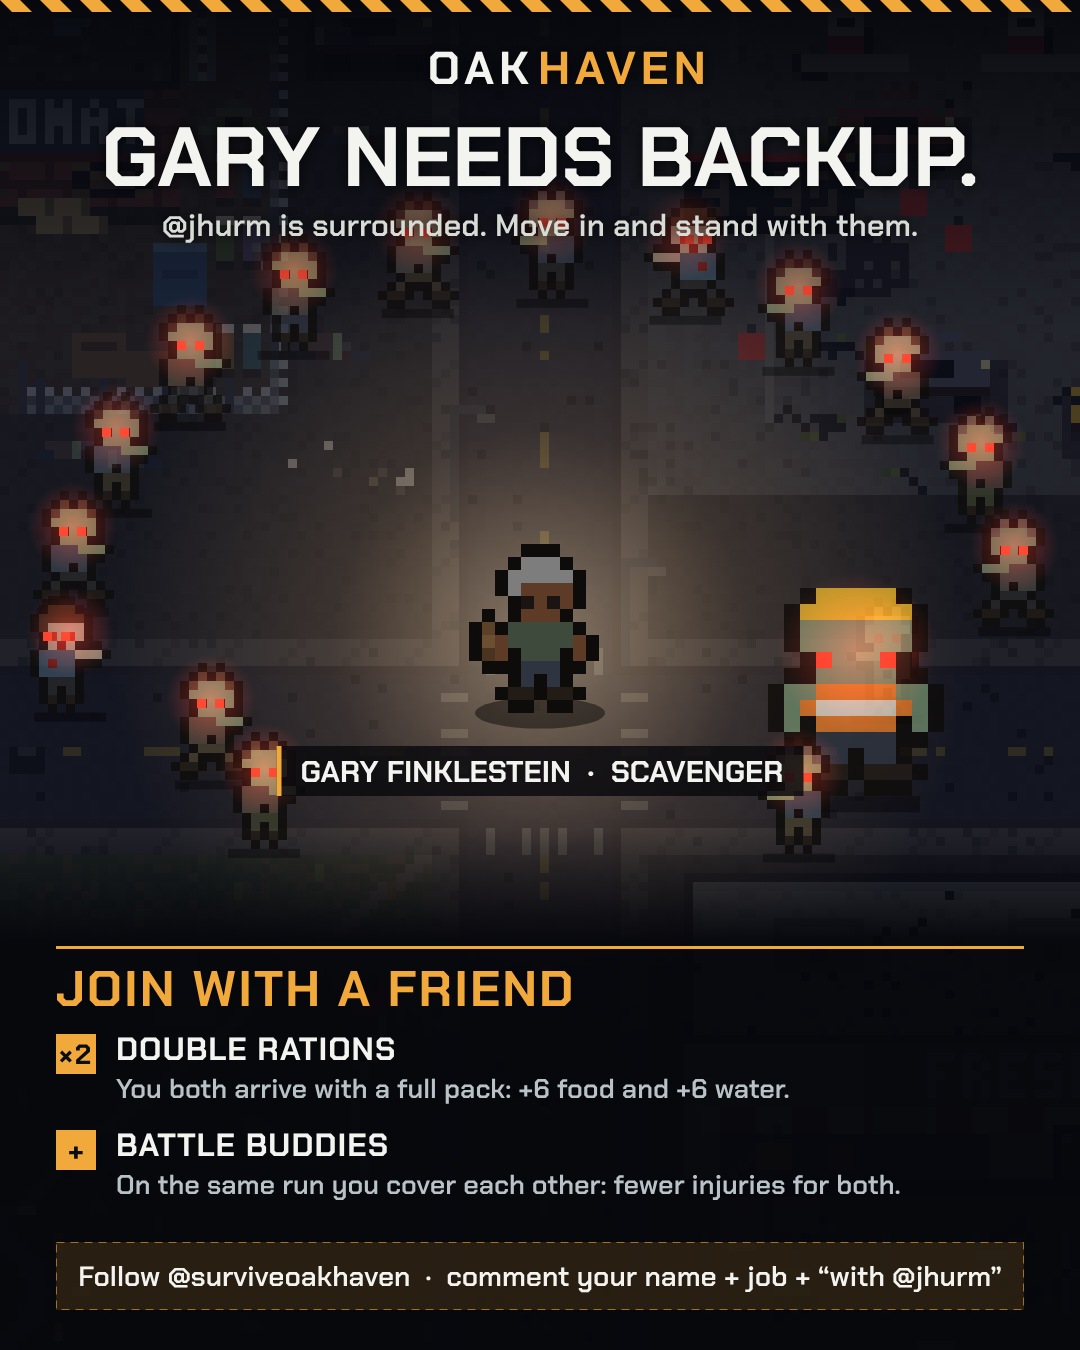 OAKHAVEN
GARY NEEDS BACKUP.
@jhurm is surrounded. Move in and stand with them.
OMAT
GARY FINKLESTEIN · SCAVENGER
JOIN WITH A FRIEND
×2 DOUBLE RATIONS
You both arrive with a full pack: +6 food and +6 water.
+ BATTLE BUDDIES
On the same run you cover each other: fewer injuries for both.
Follow @surviveoakhaven · comment your name + job + “with @jhurm”